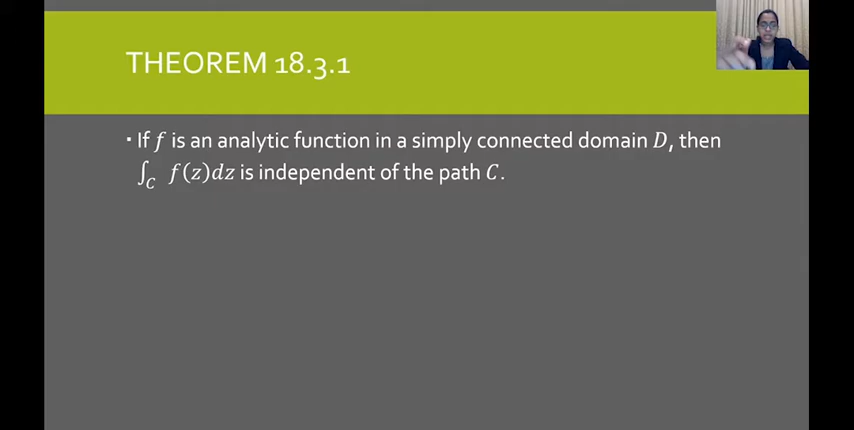 THEOREM 18.3.1
▪ If f is an analytic function in a simply connected domain D, then
∫_C f(z)dz is independent of the path C.